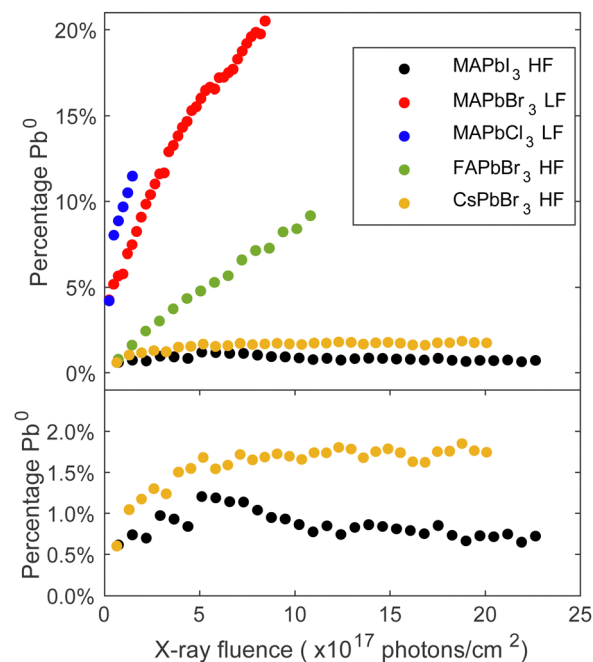 20%
15%
10%
5%
0%
Percentage Pb⁰
MAPbI₃ HF
MAPbBr₃ LF
MAPbCl₃ LF
FAPbBr₃ HF
CsPbBr₃ HF
2.0%
1.5%
1.0%
0.5%
0.0%
Percentage Pb⁰
0 5 10 15 20 25
X-ray fluence ( x10¹⁷ photons/cm ²)